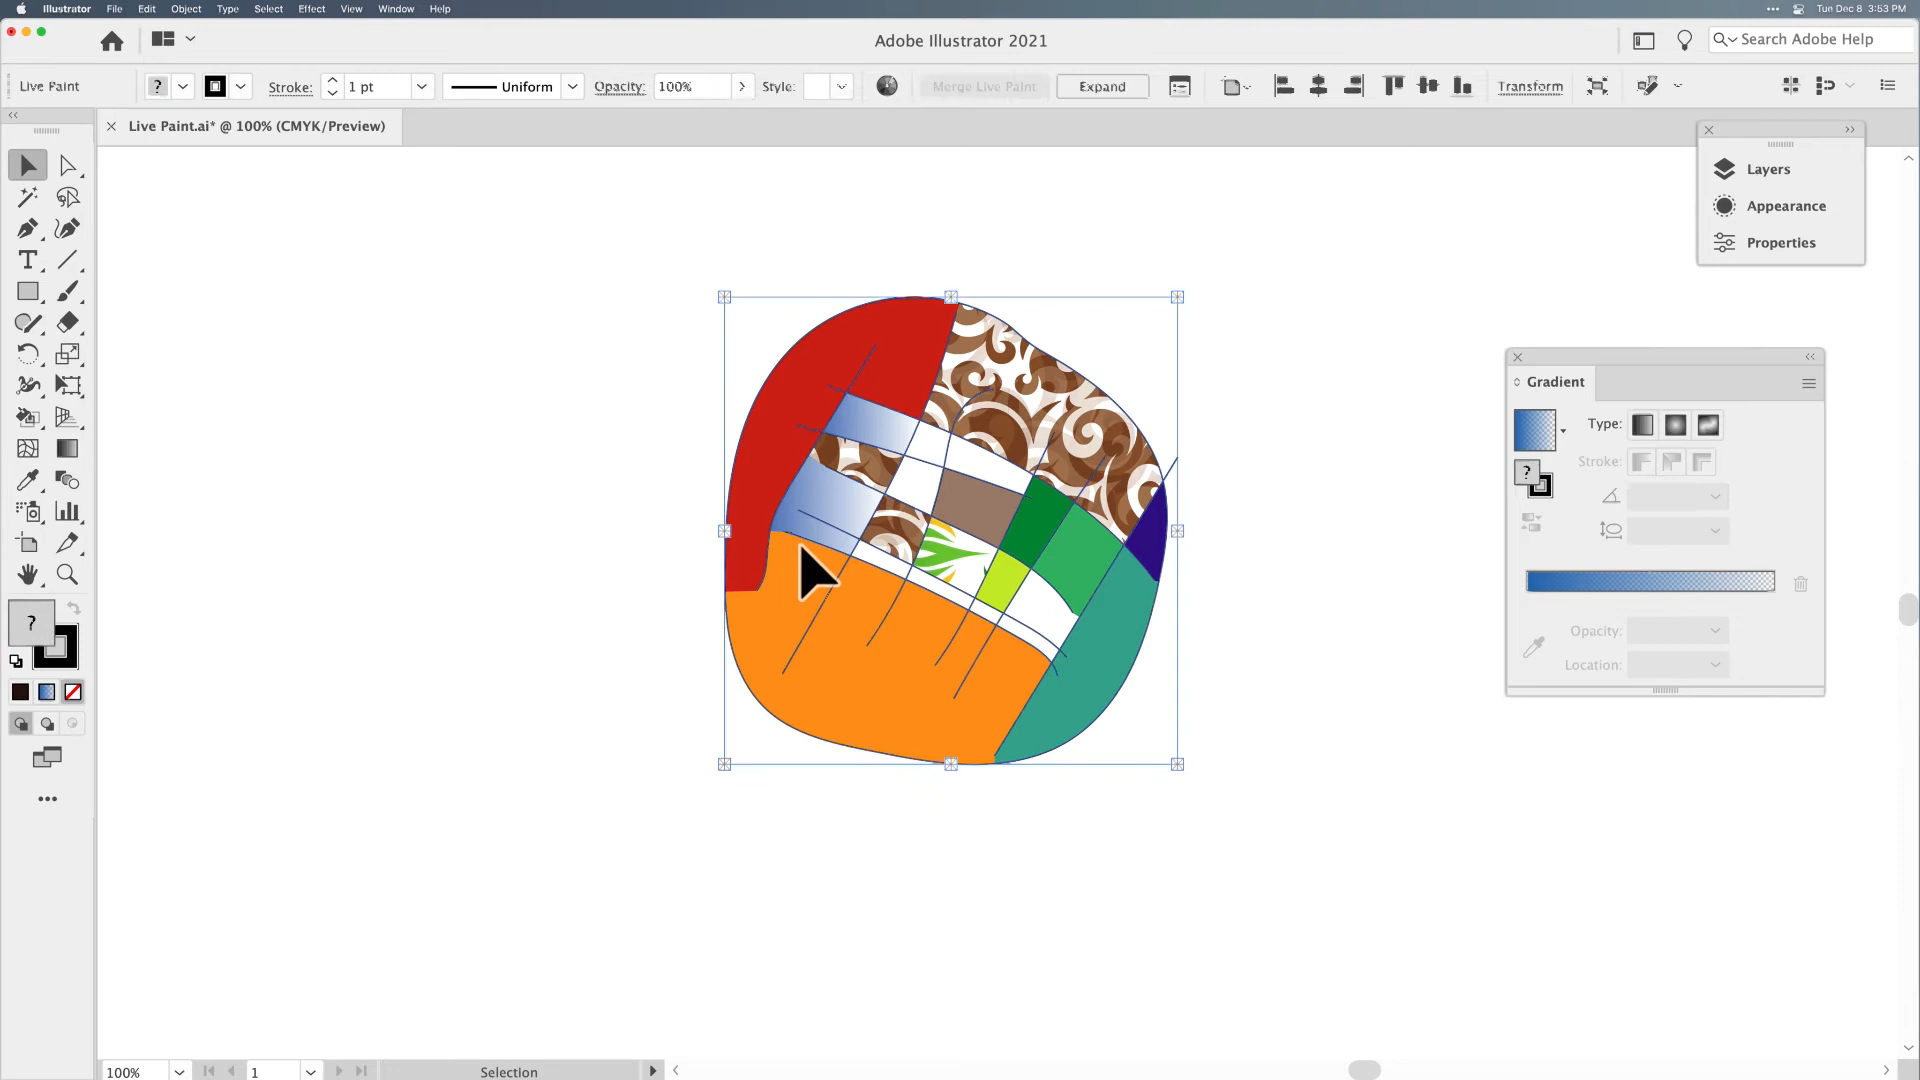 Illustrator File Edit Object Type Select Effect View Window Help
Tue Dec 8 3:53 PM
Adobe Illustrator 2021
Search Adobe Help
Live Paint
?
Stroke:
1 pt
Uniform
Opacity:
100%
Style:
Merge Live Paint
Expand
Transform
Live Paint.ai* @ 100% (CMYK/Preview)
Layers
Appearance
Properties
Gradient
Type:
Stroke:
?
Opacity:
Location:
T
?
100%
1
Selection